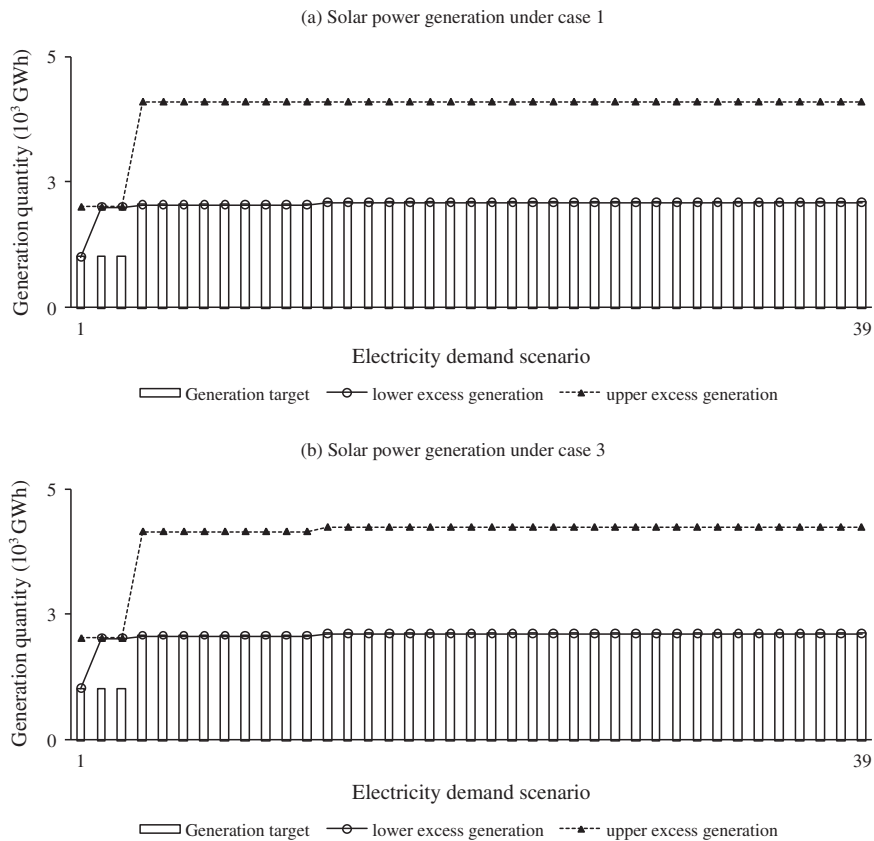 (a) Solar power generation under case 1
Generation quantity (10³ GWh)
5
3
0
1
39
Electricity demand scenario
Generation target
lower excess generation
upper excess generation
(b) Solar power generation under case 3
Generation quantity (10³ GWh)
5
3
0
1
39
Electricity demand scenario
Generation target
lower excess generation
upper excess generation